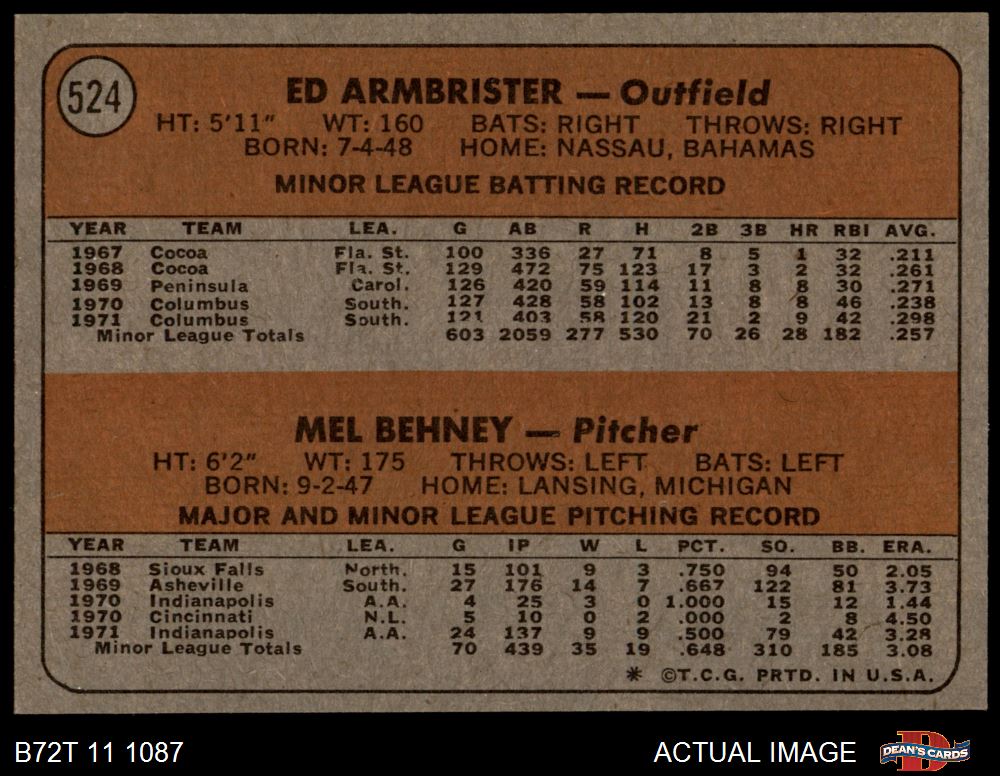 524
ED ARMBRISTER — Outfield
HT: 5'11" WT: 160 BATS: RIGHT THROWS: RIGHT
BORN: 7-4-48 HOME: NASSAU, BAHAMAS
MINOR LEAGUE BATTING RECORD
YEAR TEAM LEA. G AB R H 2B 3B HR RBI AVG.
1967 Cocoa Fla. St. 100 336 27 71 8 5 1 32 .211
1968 Cocoa Fla. St. 129 472 75 123 17 3 2 32 .261
1969 Peninsula Carol. 126 420 59 114 11 8 8 30 .271
1970 Columbus South. 127 428 58 102 13 8 8 46 .238
1971 Columbus South. 121 403 58 120 21 2 9 42 .298
Minor League Totals 603 2059 277 530 70 26 28 182 .257
MEL BEHNEY — Pitcher
HT: 6'2" WT: 175 THROWS: LEFT BATS: LEFT
BORN: 9-2-47 HOME: LANSING, MICHIGAN
MAJOR AND MINOR LEAGUE PITCHING RECORD
YEAR TEAM LEA. G IP W L PCT. SO. BB. ERA.
1968 Sioux Falls North. 15 101 9 3 .750 94 50 2.05
1969 Asheville South. 27 176 14 7 .667 122 81 3.73
1970 Indianapolis A.A. 4 25 3 0 1.000 15 12 1.44
1970 Cincinnati N.L. 5 10 0 2 .000 2 8 4.50
1971 Indianapolis A.A. 24 137 9 9 .500 79 42 3.28
Minor League Totals 70 439 35 19 .648 310 185 3.08
* ©T.C.G. PRTD. IN U.S.A.
B72T 11 1087 ACTUAL IMAGE DEAN'S CARDS